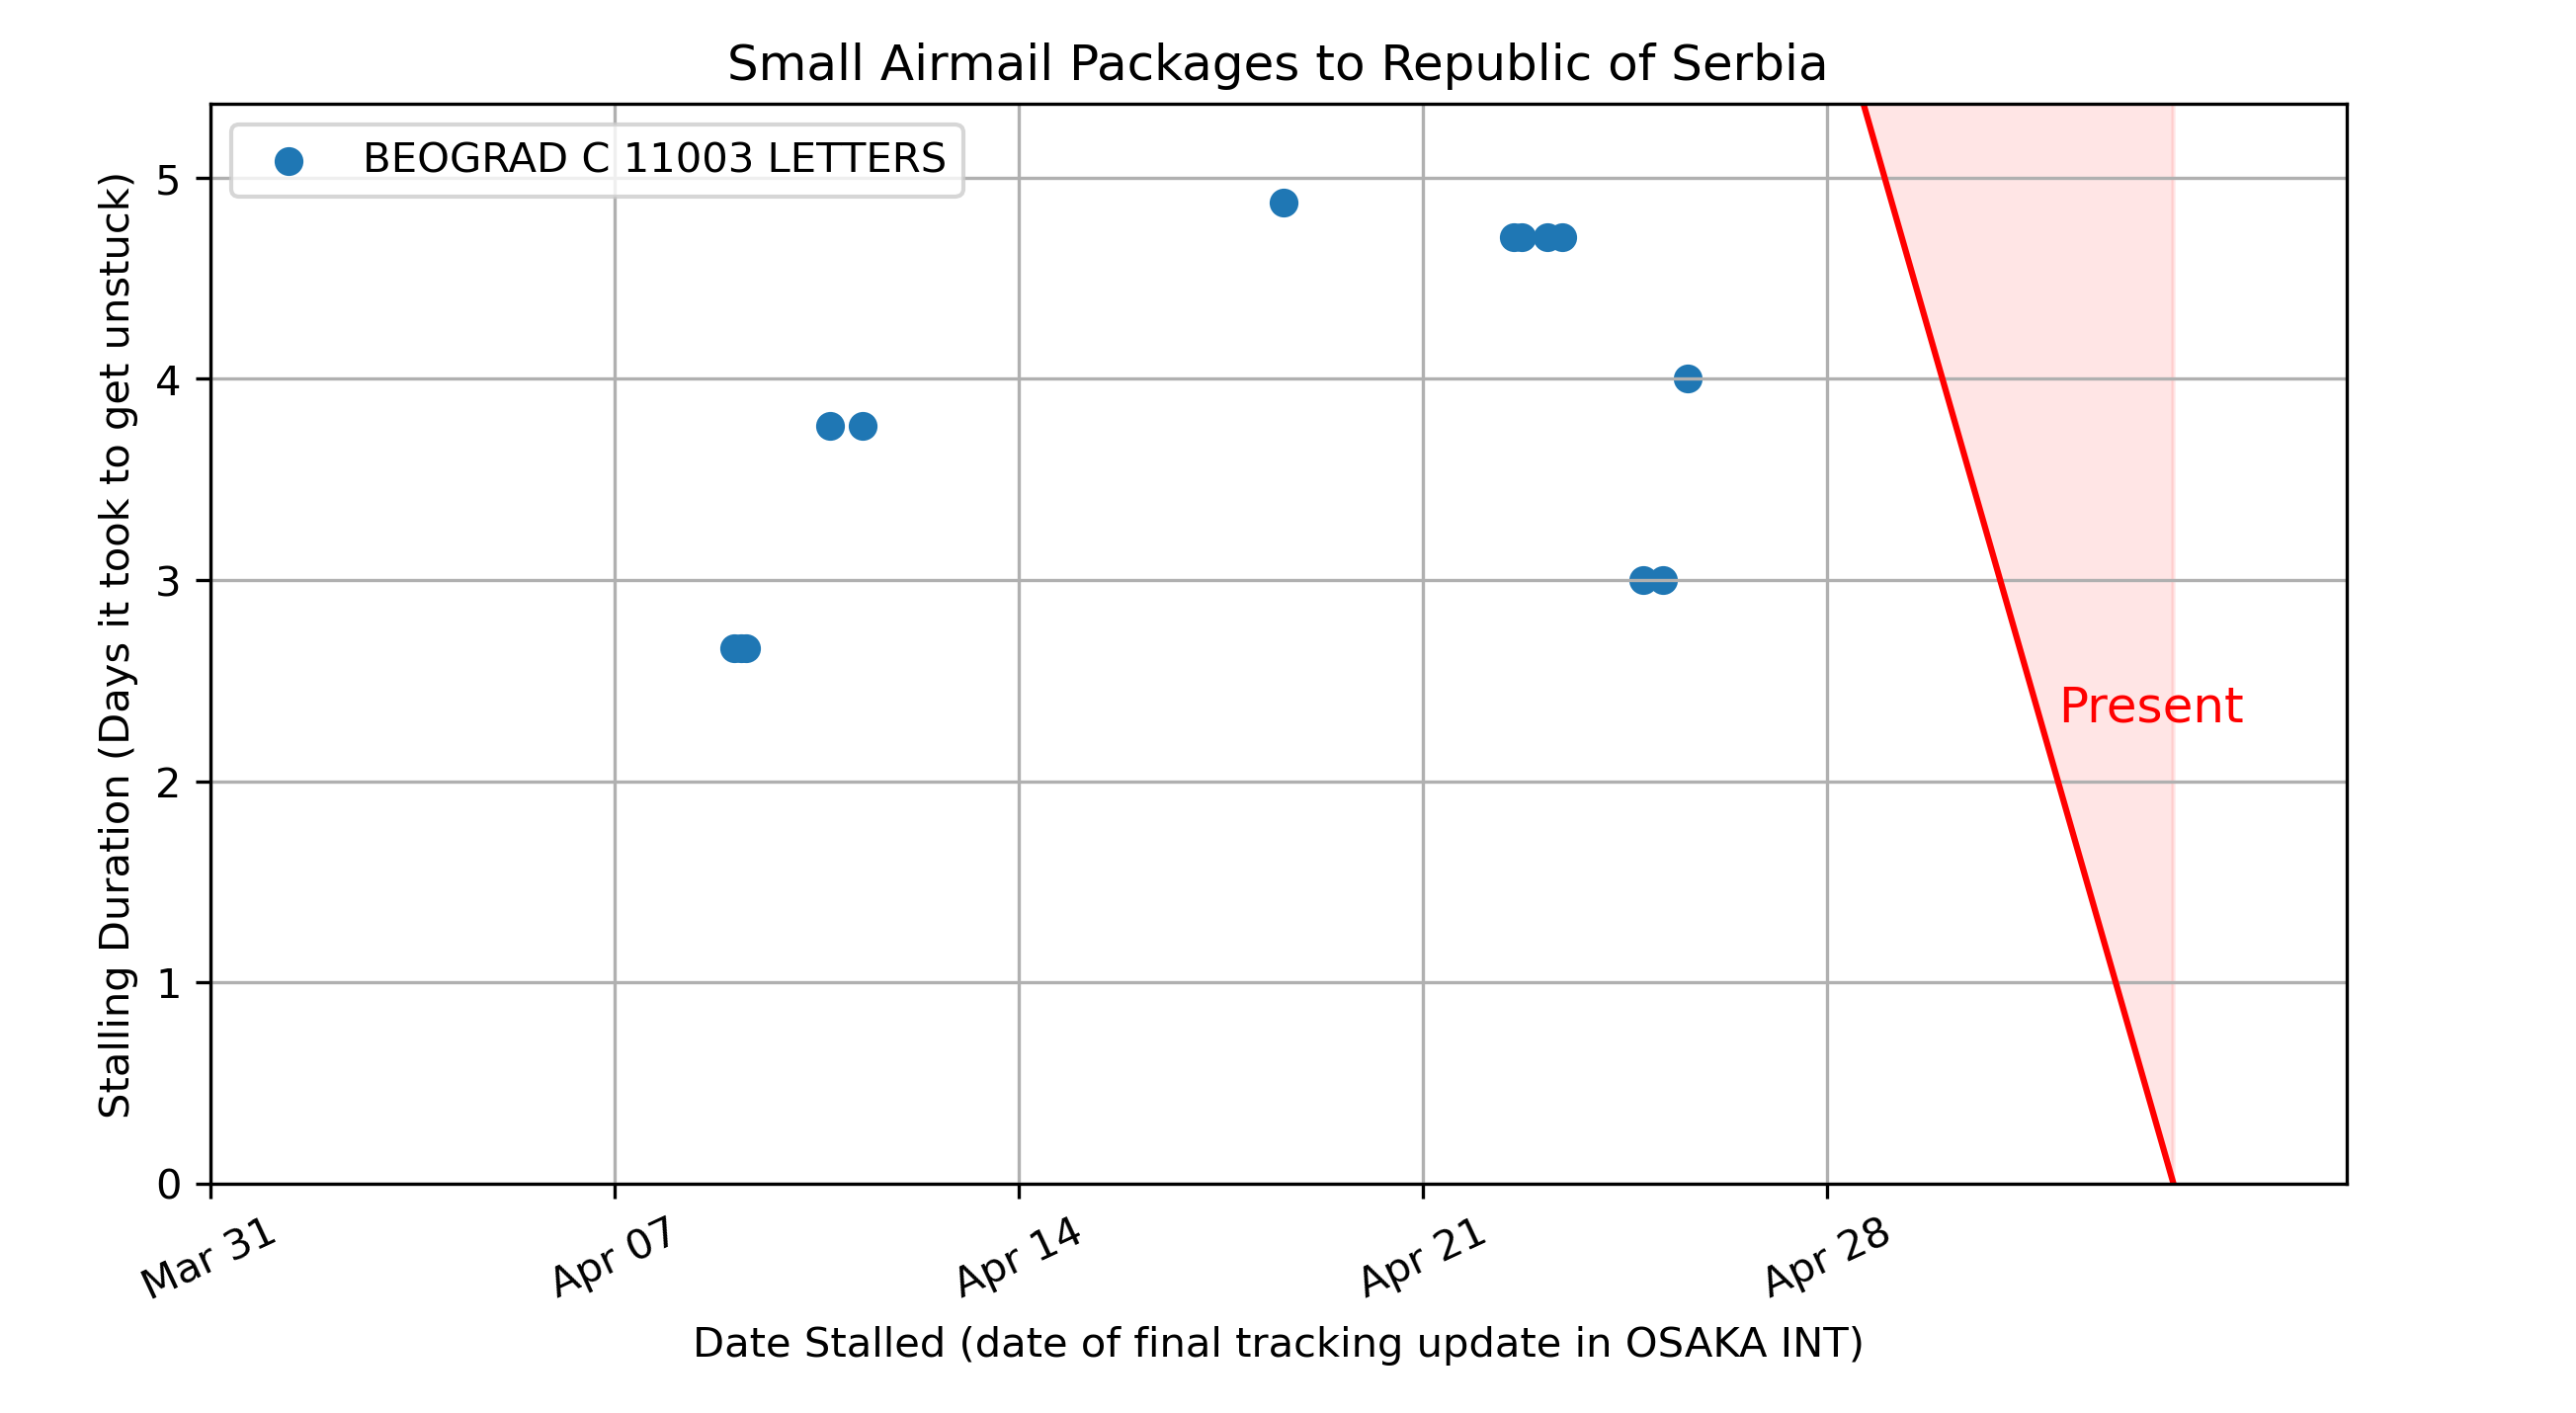 Small Airmail Packages to Republic of Serbia
BEOGRAD C 11003 LETTERS
Stalling Duration (Days it took to get unstuck)
5
4
3
2
1
0
Present
Mar 31
Apr 07
Apr 14
Apr 21
Apr 28
Date Stalled (date of final tracking update in OSAKA INT)